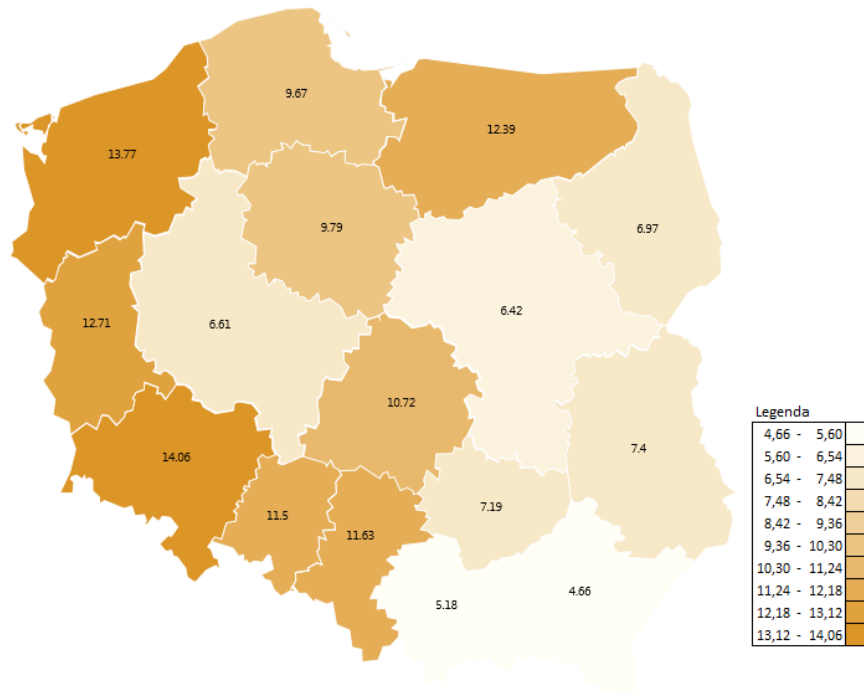 9.67
12.39
13.77
9.79
6.97
6.42
12.71
6.61
10.72
7.4
14.06
7.19
11.5
11.63
4.66
5.18
Legenda
4,66 - 5,60
5,60 - 6,54
6,54 - 7,48
7,48 - 8,42
8,42 - 9,36
9,36 - 10,30
10,30 - 11,24
11,24 - 12,18
12,18 - 13,12
13,12 - 14,06